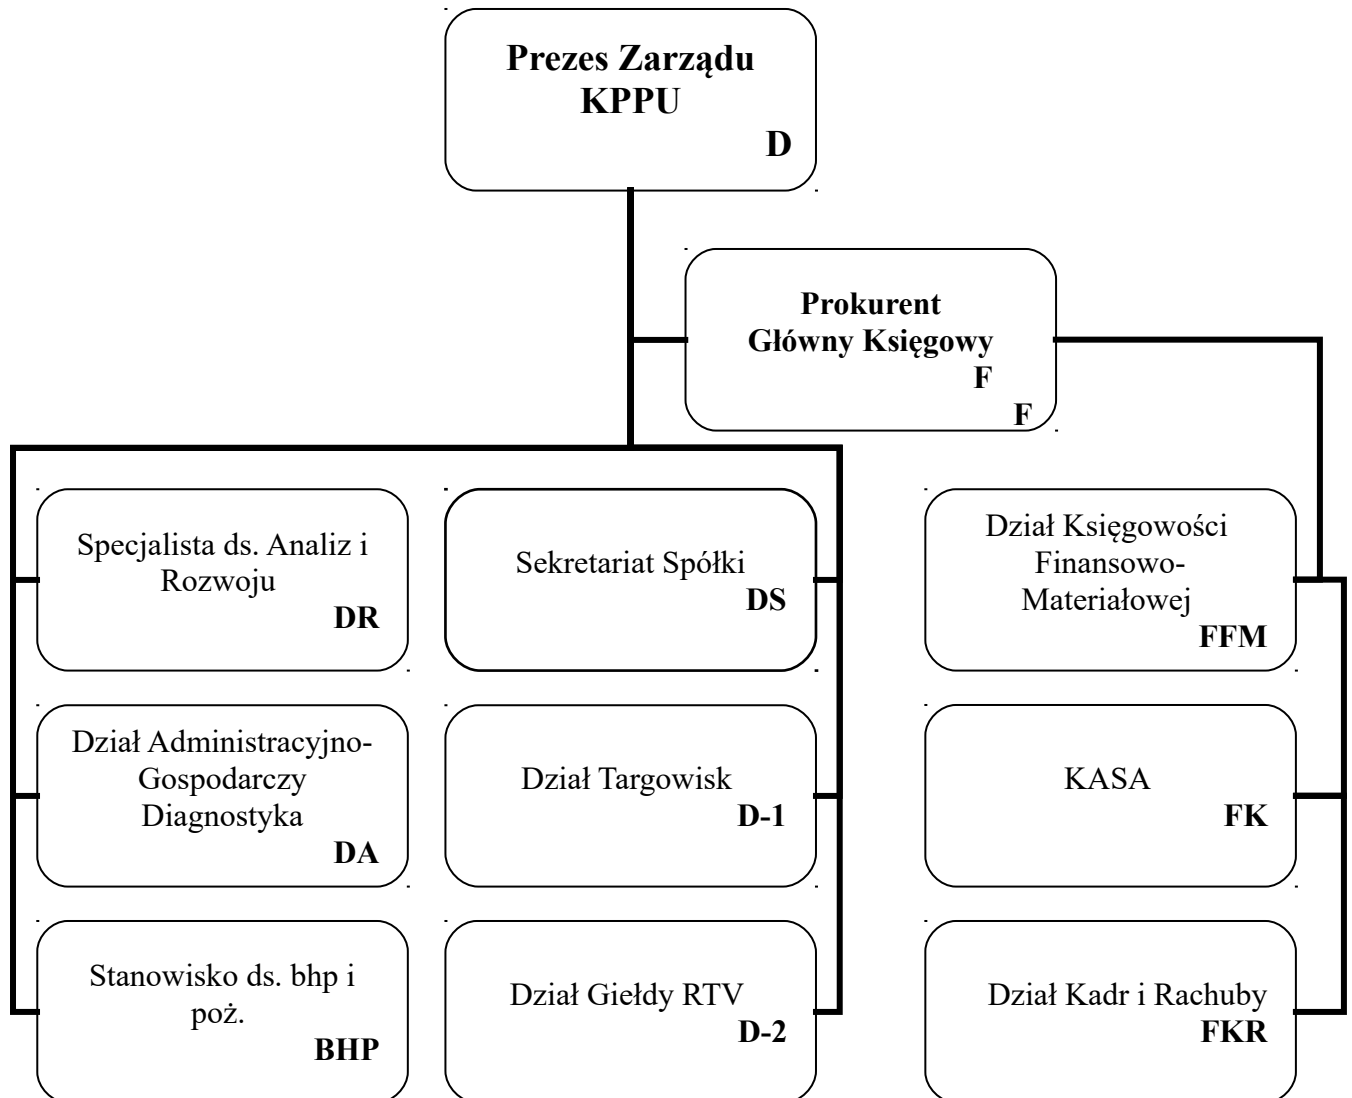 Prezes Zarządu
KPPU
D
Prokurent
Główny Księgowy
F
F
Specjalista ds. Analiz i
Rozwoju
DR
Sekretariat Spółki
DS
Dział Księgowości
Finansowo-
Materiałowej
FFM
Dział Administracyjno-
Gospodarczy
Diagnostyka
DA
Dział Targowisk
D-1
KASA
FK
Stanowisko ds. bhp i
poż.
BHP
Dział Giełdy RTV
D-2
Dział Kadr i Rachuby
FKR